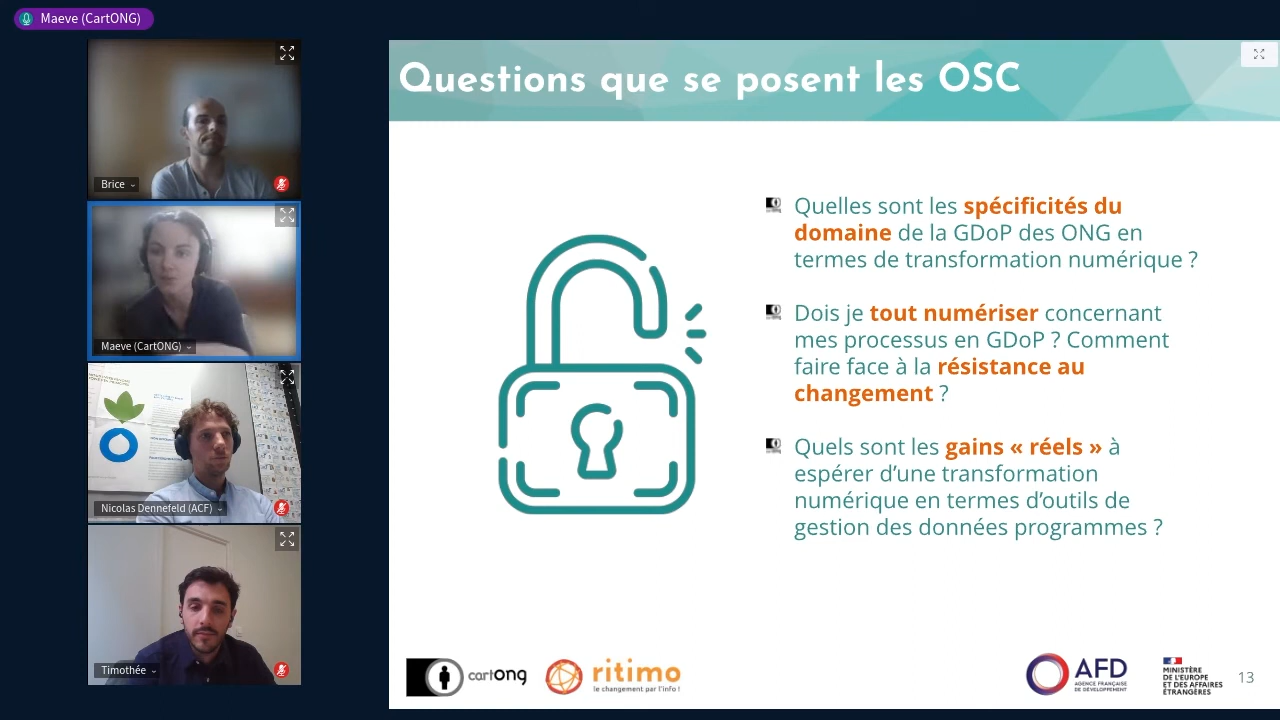 Maeve (CartONG)
Brice
Maeve (CartONG)
Nicolas Dennefeld (ACF)
Timothée
Questions que se posent les OSC
Quelles sont les spécificités du
domaine de la GDoP des ONG en
termes de transformation numérique ?
Dois je tout numériser concernant
mes processus en GDoP ? Comment
faire face à la résistance au
changement ?
Quels sont les gains « réels » à
espérer d’une transformation
numérique en termes d’outils de
gestion des données programmes ?
cartong
ritimo
le changement par l'info !
AFD
AGENCE FRANÇAISE
DE DÉVELOPPEMENT
MINISTÈRE
DE L'EUROPE
ET DES AFFAIRES
ÉTRANGÈRES
13